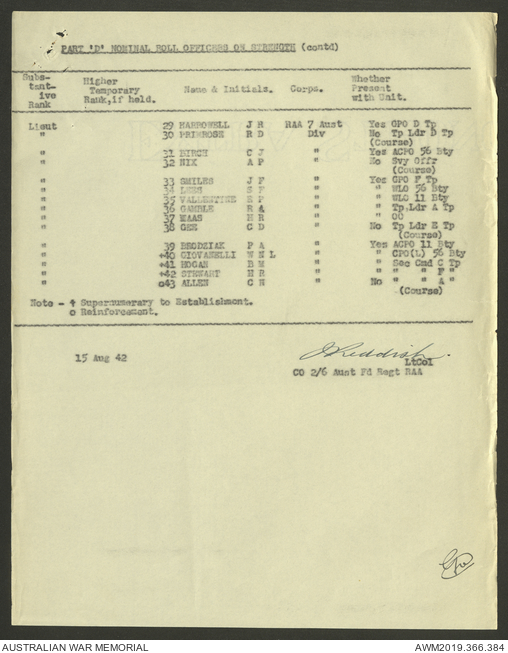 PART 'D' NOMINAL ROLL OFFICERS ON STRENGTH (contd)
Subs- Higher Whether
tant- Temporary Name & Initials. Corps. Present
ive Rank, if held. with Unit.
Rank
Lieut 29 HARROWELL J R RAA 7 Aust Yes GPO D Tp
" 30 PRIMROSE R D Div No Tp Ldr D Tp
(Course)
" 31 BIRCH C J " Yes ACPO 56 Bty
" 32 NIX A P " No Svy Offr
(Course)
" 33 SMILES J F " Yes GPO F Tp
" 34 LEES S F " " WLO 56 Bty
" 35 VALLENTINE R P " " WLO 11 Bty
" 36 GAMBLE R A " " Tp Ldr A Tp
" 37 MAAS H R " " OO
" 38 GEE C D " No Tp Ldr E Tp
(Course)
" 39 BRODZIAK P A " Yes ACPO 11 Bty
" +40 GIOVANELLI W N L " " CPO(L) 56 Bty
" +41 HOGAN B M " " Sec Cmd C Tp
" +42 STEWART H R " " " " F "
" o43 ALLEN C N " No " " A "
(Course)
Note - + Supernumerary to Establishment.
o Reinforcement.
15 Aug 42 J Reddish.
LtCol
CO 2/6 Aust Fd Regt RAA
AUSTRALIAN WAR MEMORIAL AWM2019.366.384